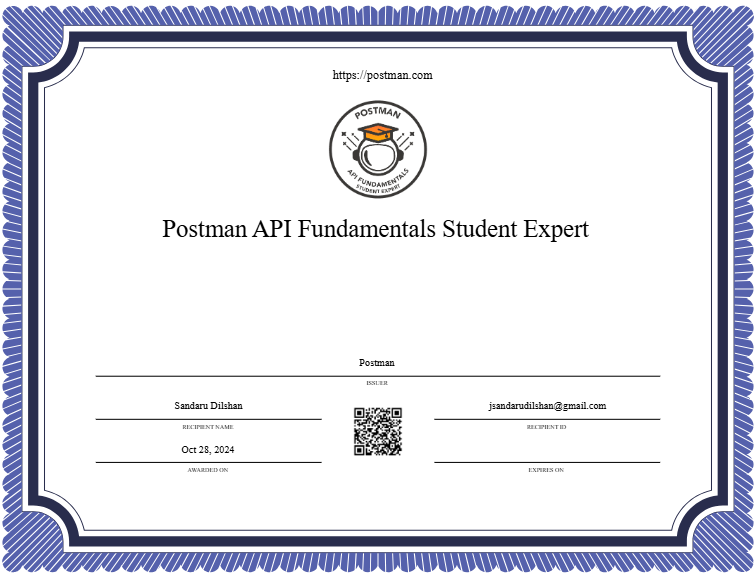 https://postman.com
POSTMAN
API FUNDAMENTALS
STUDENT EXPERT
Postman API Fundamentals Student Expert
Postman
ISSUER
Sandaru Dilshan
RECIPIENT NAME
jsandarudilshan@gmail.com
RECIPIENT ID
Oct 28, 2024
AWARDED ON
EXPIRES ON